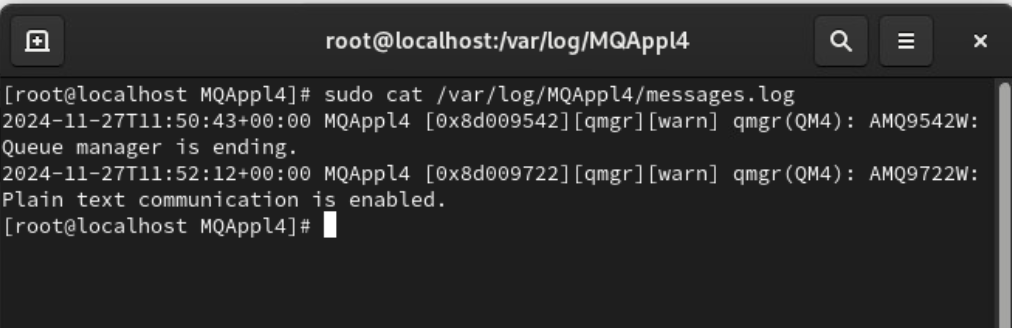 root@localhost:/var/log/MQAppl4
[root@localhost MQAppl4]# sudo cat /var/log/MQAppl4/messages.log
2024-11-27T11:50:43+00:00 MQAppl4 [0x8d009542][qmgr][warn] qmgr(QM4): AMQ9542W:
Queue manager is ending.
2024-11-27T11:52:12+00:00 MQAppl4 [0x8d009722][qmgr][warn] qmgr(QM4): AMQ9722W:
Plain text communication is enabled.
[root@localhost MQAppl4]#